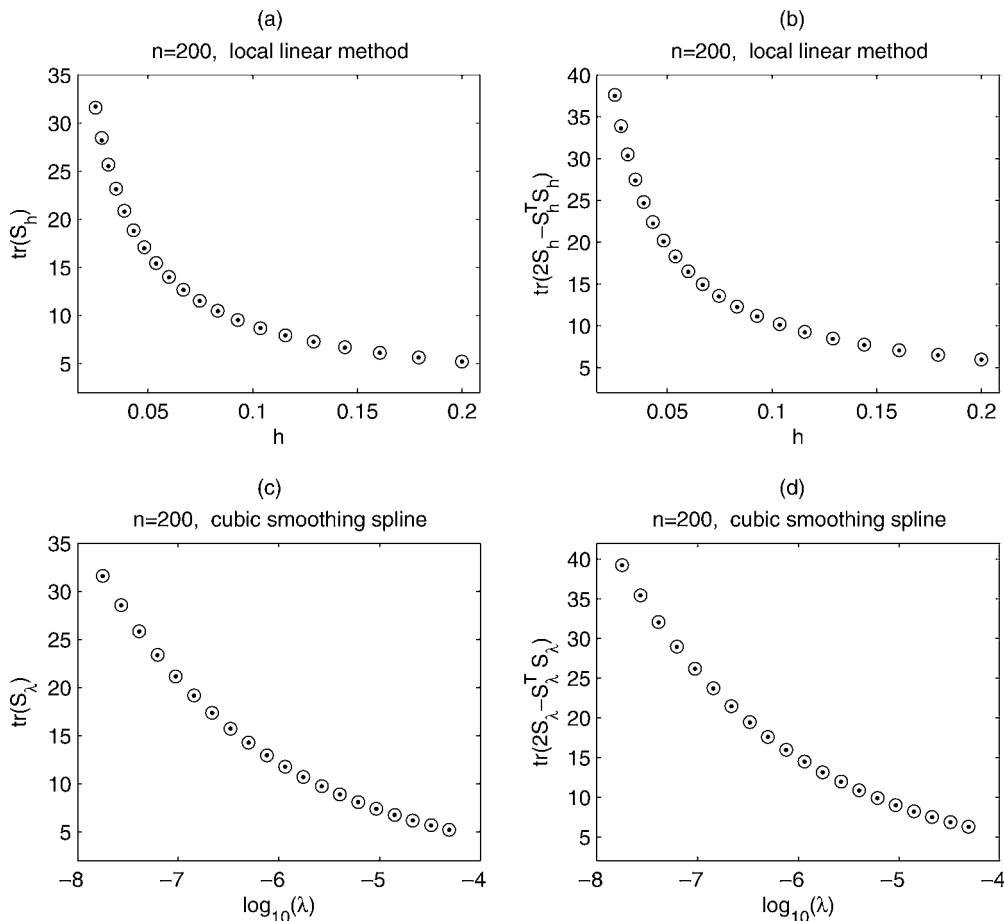 (a)
n=200, local linear method
35
30
25
20
15
10
5
tr(S_h)
0.05 0.1 0.15 0.2
h
(b)
n=200, local linear method
40
35
30
25
20
15
10
5
tr(2S_h−S_h^T S_h)
0.05 0.1 0.15 0.2
h
(c)
n=200, cubic smoothing spline
35
30
25
20
15
10
5
tr(S_λ)
−8 −7 −6 −5 −4
log_10(λ)
(d)
n=200, cubic smoothing spline
40
35
30
25
20
15
10
5
tr(2S_λ−S_λ^T S_λ)
−8 −7 −6 −5 −4
log_10(λ)